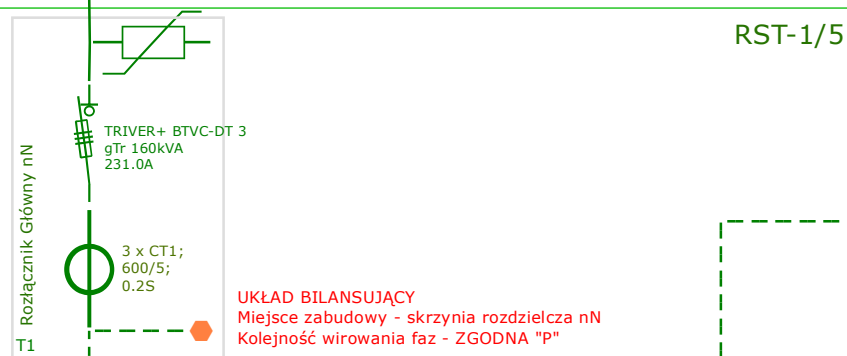 RST-1/5
TRIVER+ BTVC-DT 3
gTr 160kVA
231.0A
Rozłącznik Główny nN
3 x CT1;
600/5;
0.2S
UKŁAD BILANSUJĄCY
Miejsce zabudowy - skrzynia rozdzielcza nN
Kolejność wirowania faz - ZGODNA "P"
T1